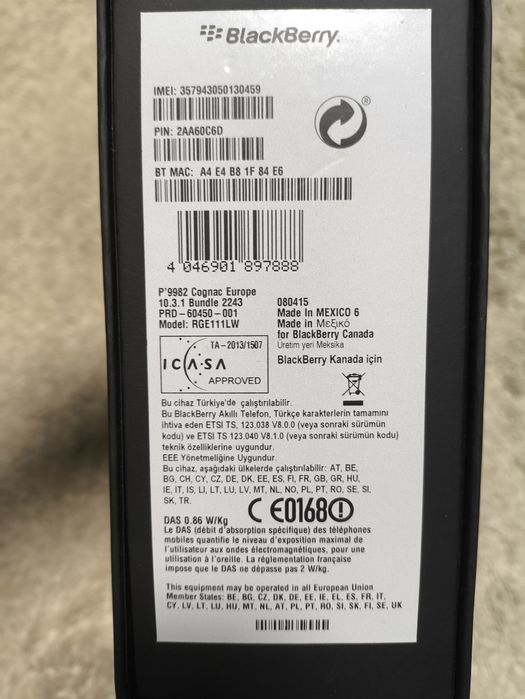 BlackBerry.
IMEI: 357943050130459
®
PIN: 2AA60C6D
BT MAC: A4 E4 B8 1F 84 E6
4 046901 897888
P'9982 Cognac Europe
10.3.1 Bundle 2243
PRD-60450-001
Model: RGE111LW
080415
Made In MEXICO 6
Made in Μεξικό
for BlackBerry Canada
Üretim yeri Meksika
BlackBerry Kanada için
TA-2013/1507
ICASA
APPROVED
Bu cihaz Türkiye'de çalıştırılabilir.
Bu BlackBerry Akıllı Telefon, Türkçe karakterlerin tamamını
ihtiva eden ETSI TS, 123.038 V8.0.0 (veya sonraki sürümün
kodu) ve ETSI TS 123.040 V8.1.0 (veya sonraki sürümün kodu)
teknik özelliklerine uygundur.
EEE Yönetmeliğine Uygundur.
Bu cihaz, aşağıdaki ülkelerde çalıştırılabilir: AT, BE,
BG, CH, CY, CZ, DE, DK, EE, ES, FI, FR, GB, GR, HU,
IE, IT, IS, LI, LT, LU, LV, MT, NL, NO, PL, PT, RO, SE, SI,
SK, TR.
CE0168
DAS 0.86 W/Kg
Le DAS (débit d'absorption spécifique) des téléphones
mobiles quantifie le niveau d'exposition maximal de
l'utilisateur aux ondes électromagnétiques, pour une
utilisation à l'oreille. La réglementation française
impose que le DAS ne dépasse pas 2 W/kg.
This equipment may be operated in all European Union
Member States: BE, BG, CZ, DK, DE, EE, IE, EL, ES, FR, IT,
CY, LV, LT, LU, HU, MT, NL, AT, PL, PT, RO, SI, SK, FI, SE, UK